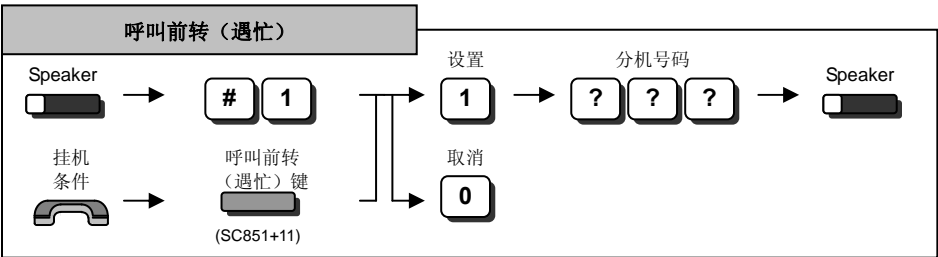 呼叫前转（遇忙）
Speaker
# 1
设置
1
分机号码
? ? ?
Speaker
挂机
条件
呼叫前转
（遇忙）键
(SC851+11)
取消
0